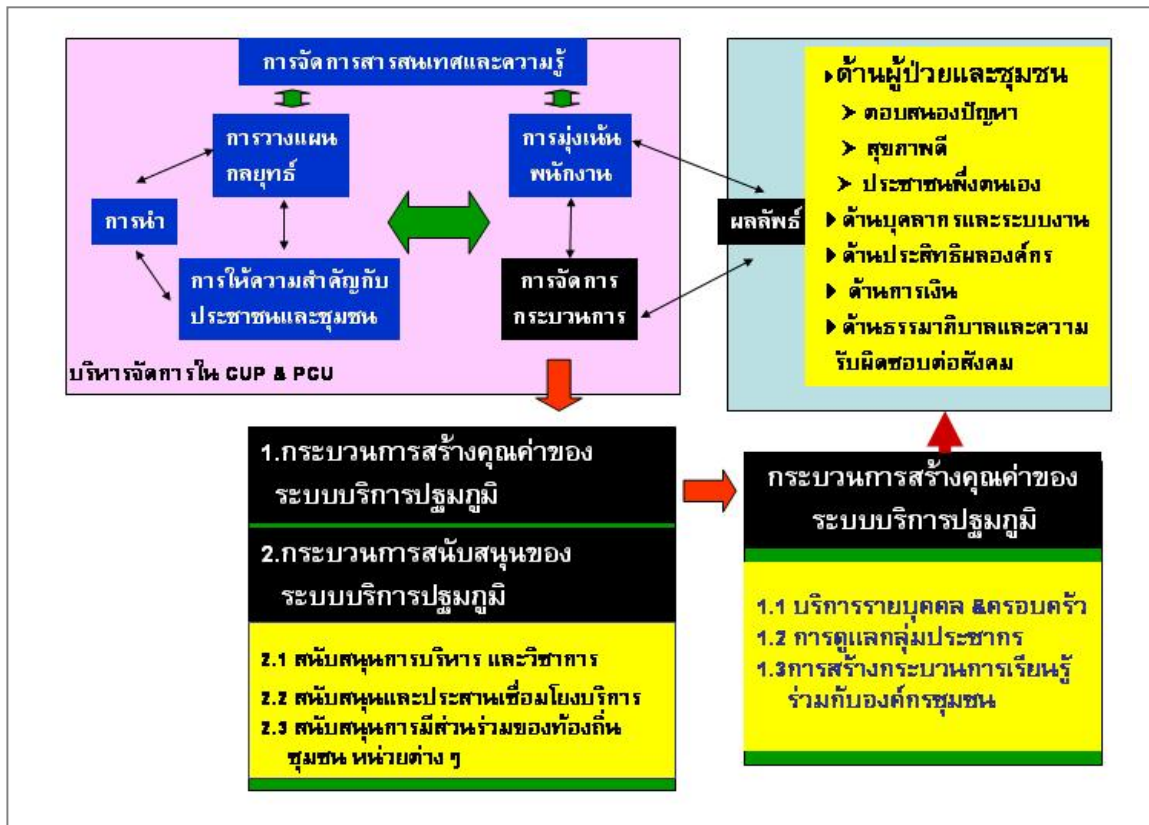 การจัดการสารสนเทศและความรู้
การวางแผน
กลยุทธ์
การมุ่งเน้น
พนักงาน
การนำ
การให้ความสำคัญกับ
ประชาชนและชุมชน
การจัดการ
กระบวนการ
บริหารจัดการใน CUP & PCU
ผลลัพธ์
ด้านผู้ป่วยและชุมชน
ตอบสนองปัญหา
สุขภาพดี
ประชาชนพึ่งตนเอง
ด้านบุคลากรและระบบงาน
ด้านประสิทธิผลองค์กร
ด้านการเงิน
ด้านธรรมาภิบาลและความ
รับผิดชอบต่อสังคม
1.กระบวนการสร้างคุณค่าของ
ระบบบริการปฐมภูมิ
2.กระบวนการสนับสนุนของ
ระบบบริการปฐมภูมิ
2.1 สนับสนุนการบริหาร และวิชาการ
2.2 สนับสนุนและประสานเชื่อมโยงบริการ
2.3 สนับสนุนการมีส่วนร่วมของท้องถิ่น
ชุมชน หน่วยต่าง ๆ
กระบวนการสร้างคุณค่าของ
ระบบบริการปฐมภูมิ
1.1 บริการรายบุคคล &ครอบครัว
1.2 การดูแลกลุ่มประชากร
1.3การสร้างกระบวนการเรียนรู้
ร่วมกับองค์กรชุมชน